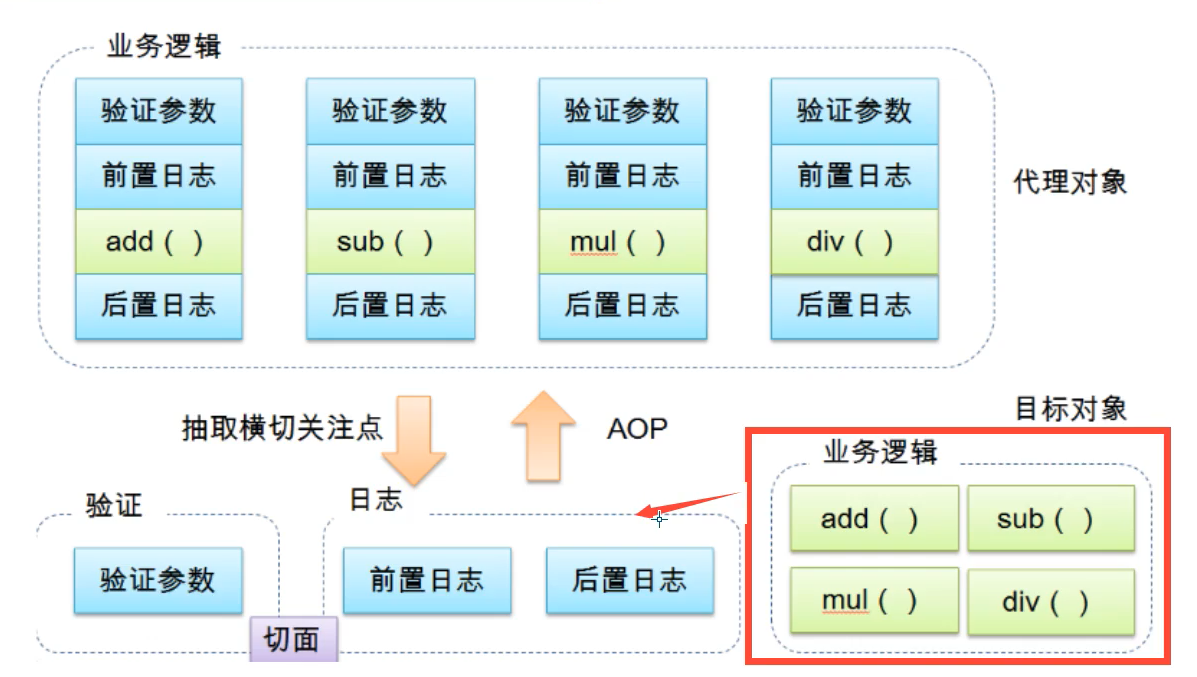 业务逻辑
验证参数 验证参数 验证参数 验证参数
前置日志 前置日志 前置日志 前置日志
代理对象
add ( ) sub ( ) mul ( ) div ( )
后置日志 后置日志 后置日志 后置日志
抽取横切关注点
AOP
目标对象
业务逻辑
验证
日志
add ( ) sub ( )
验证参数
前置日志 后置日志
mul ( ) div ( )
切面